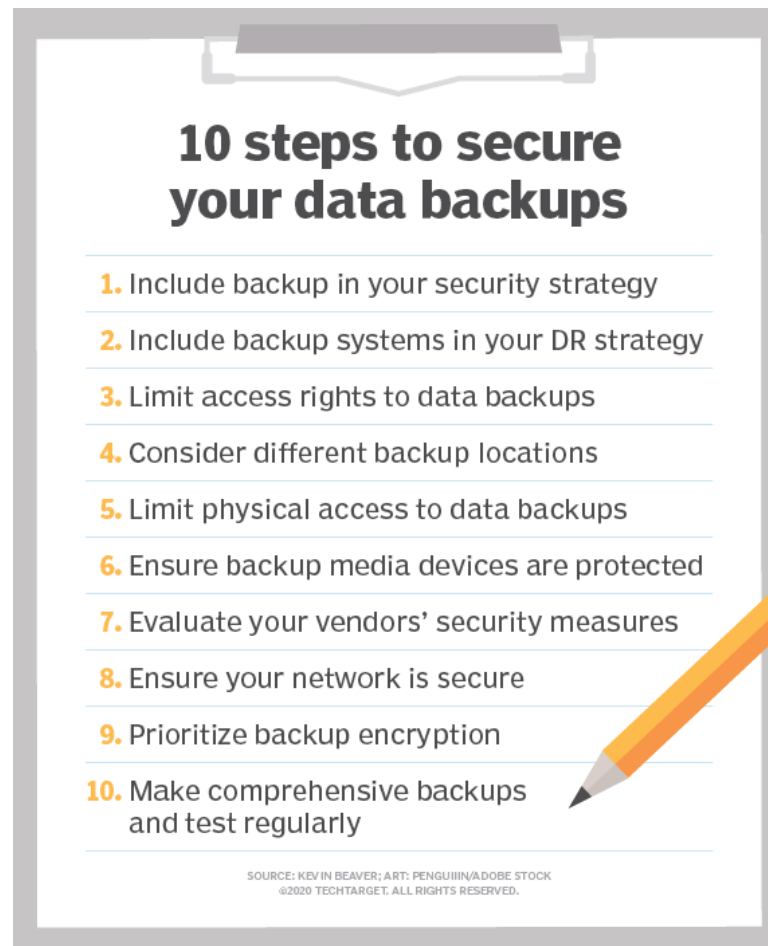 10 steps to secure
your data backups
1. Include backup in your security strategy
2. Include backup systems in your DR strategy
3. Limit access rights to data backups
4. Consider different backup locations
5. Limit physical access to data backups
6. Ensure backup media devices are protected
7. Evaluate your vendors’ security measures
8. Ensure your network is secure
9. Prioritize backup encryption
10. Make comprehensive backups
and test regularly
SOURCE: KEVIN BEAVER; ART: PENGUIIIN/ADOBE STOCK
©2020 TECHTARGET. ALL RIGHTS RESERVED.